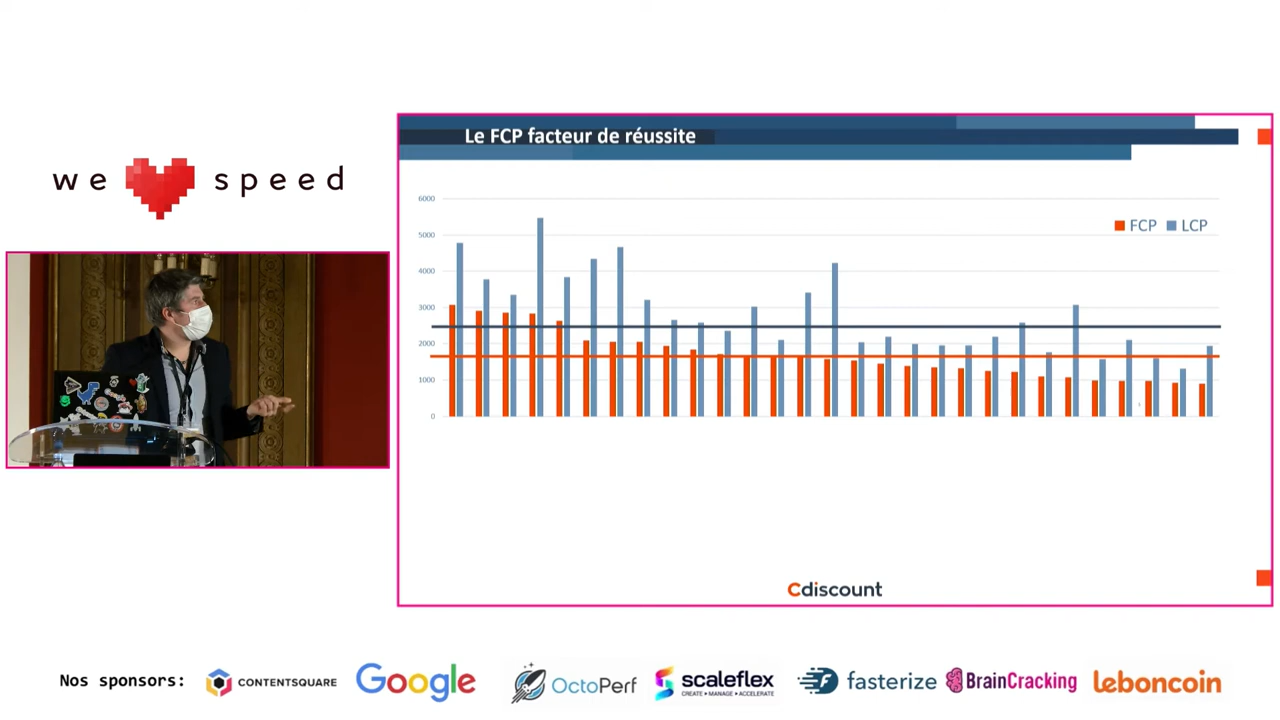 we speed
Le FCP facteur de réussite
6000
5000
4000
3000
2000
1000
0
FCP LCP
Cdiscount
Nos sponsors:
CONTENTSQUARE
Google
OctoPerf
scaleflex
CREATE • MANAGE • ACCELERATE
fasterize
BrainCracking
leboncoin